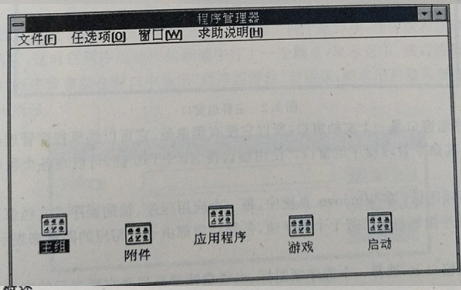 程序管理器
文件[F] 任选项[O] 窗口[W] 求助说明[H]
主组 附件 应用程序 游戏 启动